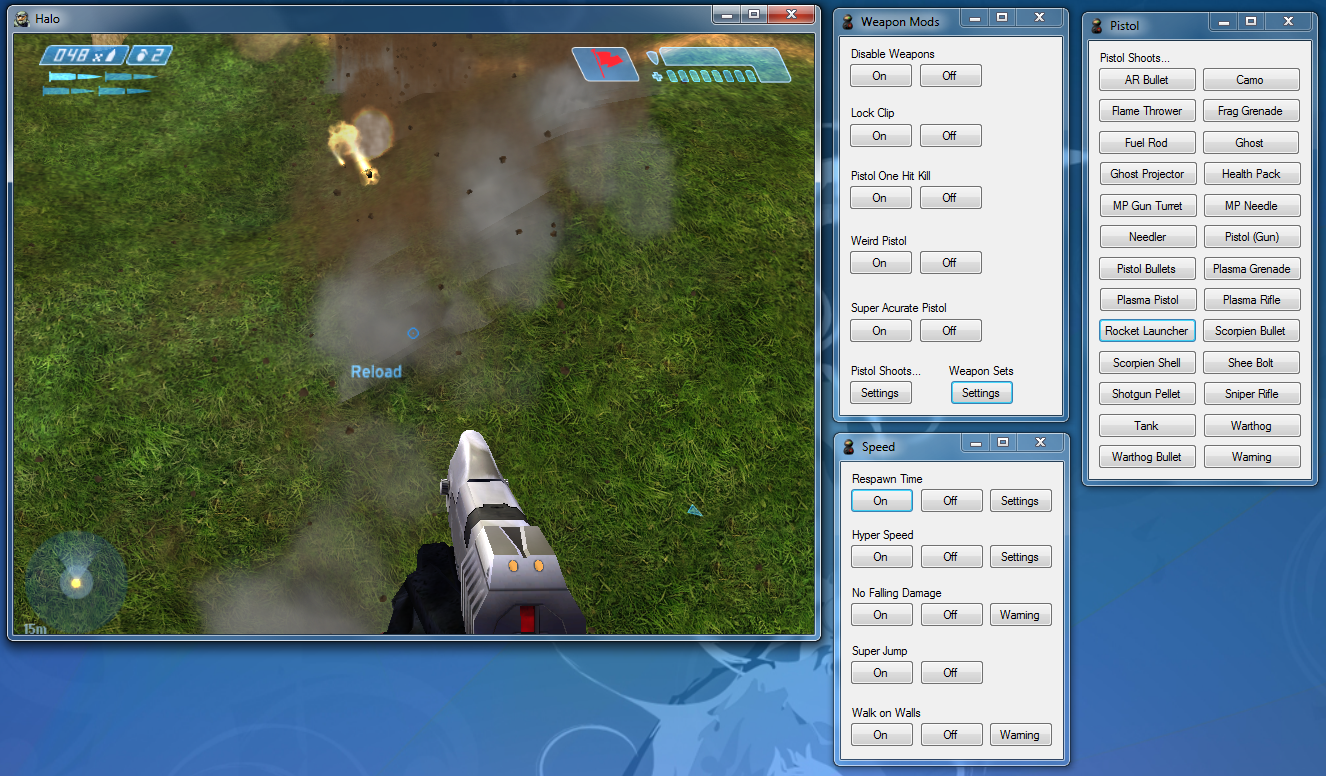 Halo
048 x
2
Reload
15m
Weapon Mods
Disable Weapons
On Off
Lock Clip
On Off
Pistol One Hit Kill
On Off
Weird Pistol
On Off
Super Acurate Pistol
On Off
Pistol Shoots... Weapon Sets
Settings Settings
Speed
Respawn Time
On Off Settings
Hyper Speed
On Off Settings
No Falling Damage
On Off Warning
Super Jump
On Off
Walk on Walls
On Off Warning
Pistol
Pistol Shoots...
AR Bullet Camo
Flame Thrower Frag Grenade
Fuel Rod Ghost
Ghost Projector Health Pack
MP Gun Turret MP Needle
Needler Pistol (Gun)
Pistol Bullets Plasma Grenade
Plasma Pistol Plasma Rifle
Rocket Launcher Scorpien Bullet
Scorpien Shell Shee Bolt
Shotgun Pellet Sniper Rifle
Tank Warthog
Warthog Bullet Warning